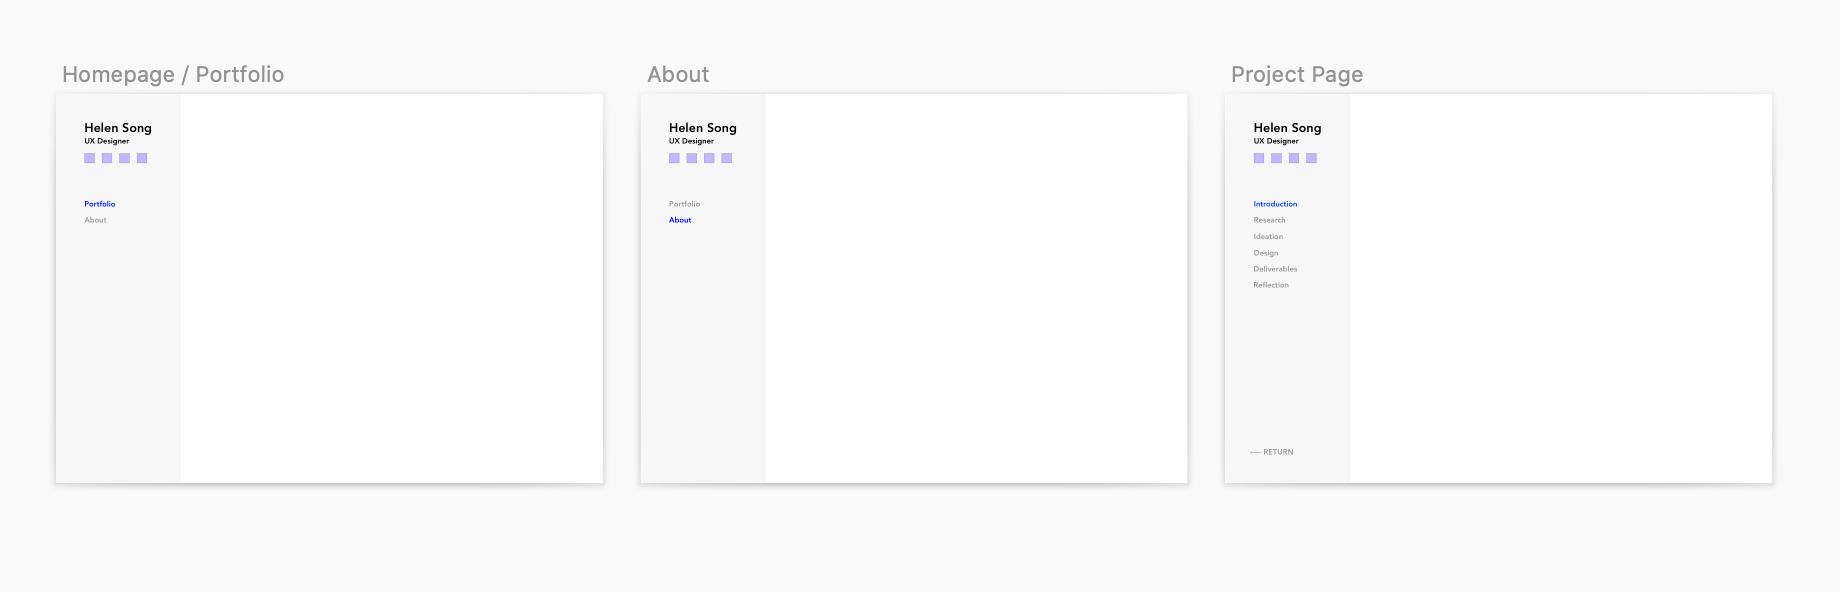 Homepage / Portfolio
Helen Song
UX Designer
Portfolio
About
About
Helen Song
UX Designer
Portfolio
About
Project Page
Helen Song
UX Designer
Introduction
Research
Ideation
Design
Deliverables
Reflection
⟵ RETURN